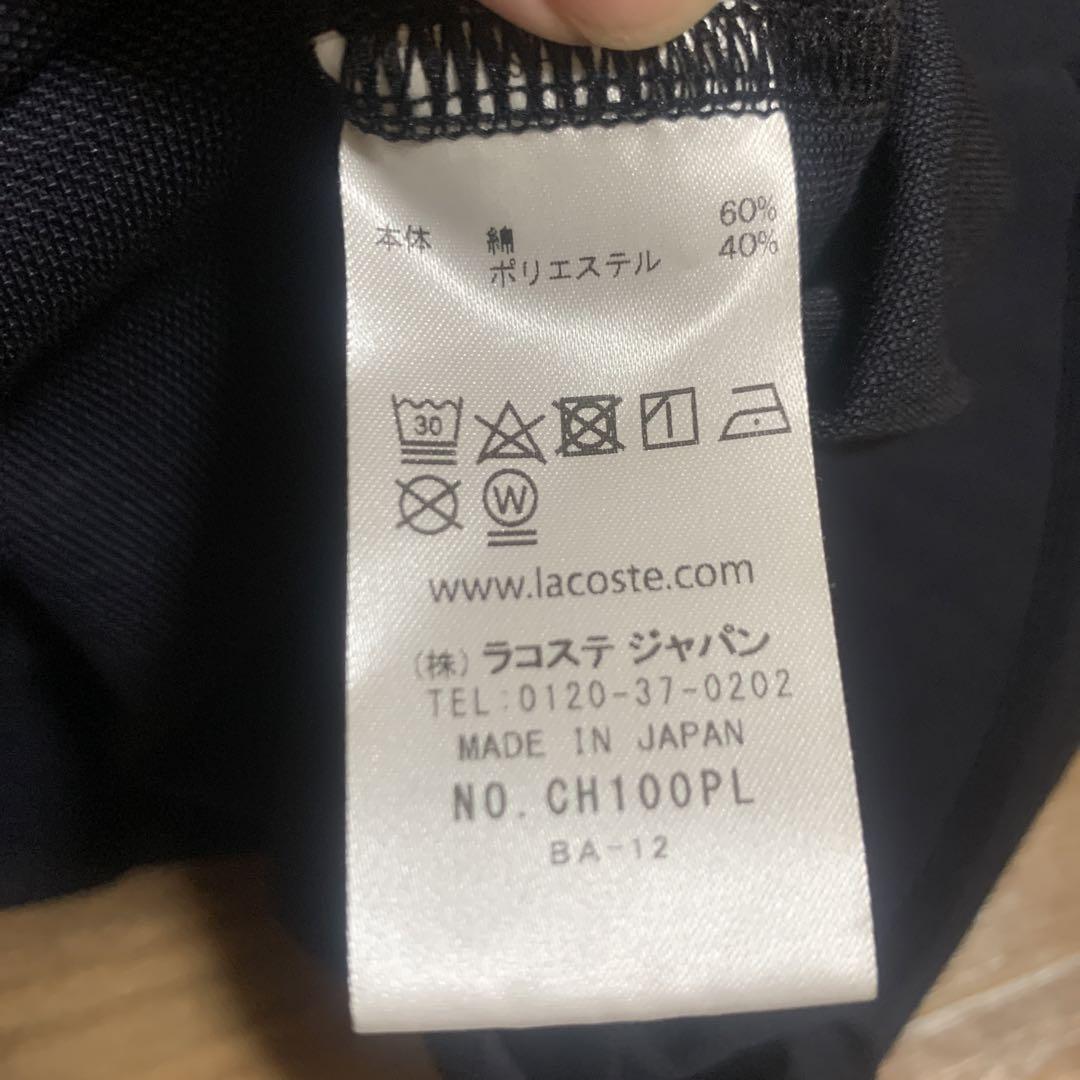 本体 綿 60%
ポリエステル 40%
30
W
www.lacoste.com
(株) ラコステ ジャパン
TEL:0120-37-0202
MADE IN JAPAN
NO. CH100PL
BA-12